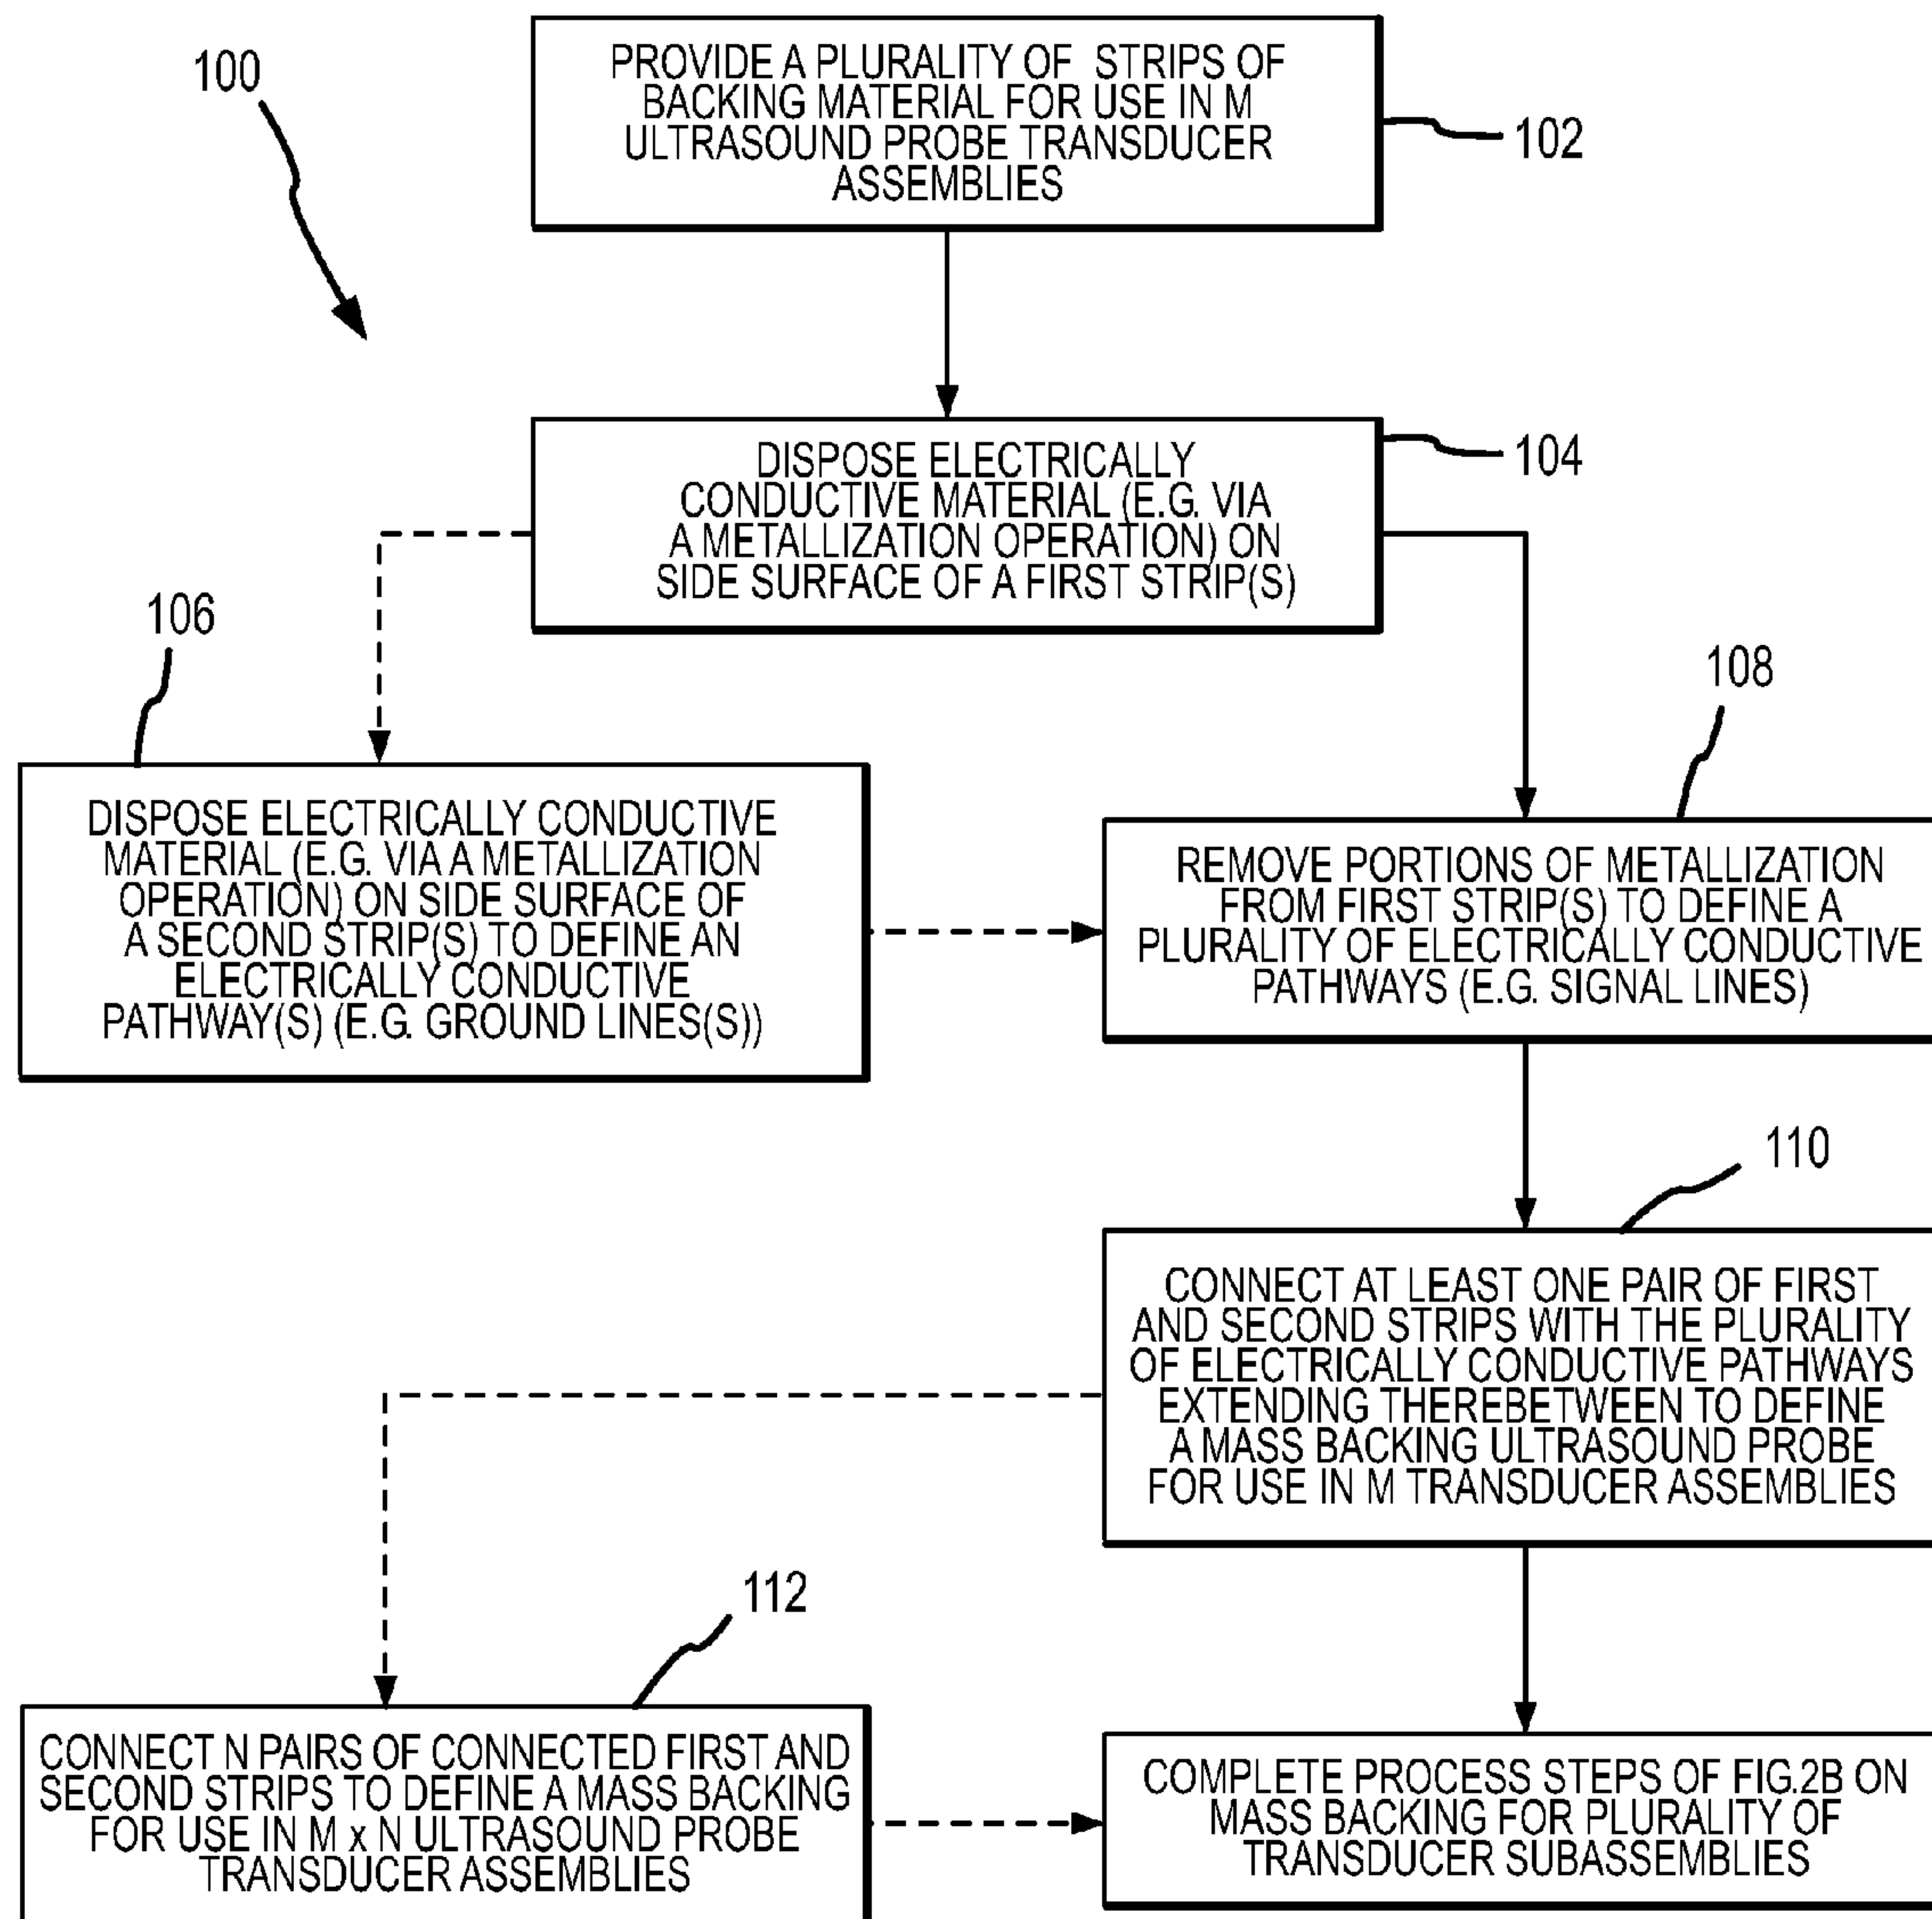 100
PROVIDE A PLURALITY OF STRIPS OF
BACKING MATERIAL FOR USE IN M
ULTRASOUND PROBE TRANSDUCER
ASSEMBLIES
102
DISPOSE ELECTRICALLY
CONDUCTIVE MATERIAL (E.G. VIA
A METALLIZATION OPERATION) ON
SIDE SURFACE OF A FIRST STRIP(S)
104
106
DISPOSE ELECTRICALLY CONDUCTIVE
MATERIAL (E.G. VIA A METALLIZATION
OPERATION) ON SIDE SURFACE OF
A SECOND STRIP(S) TO DEFINE AN
ELECTRICALLY CONDUCTIVE
PATHWAY(S) (E.G. GROUND LINES(S))
108
REMOVE PORTIONS OF METALLIZATION
FROM FIRST STRIP(S) TO DEFINE A
PLURALITY OF ELECTRICALLY CONDUCTIVE
PATHWAYS (E.G. SIGNAL LINES)
110
CONNECT AT LEAST ONE PAIR OF FIRST
AND SECOND STRIPS WITH THE PLURALITY
OF ELECTRICALLY CONDUCTIVE PATHWAYS
EXTENDING THEREBETWEEN TO DEFINE
A MASS BACKING ULTRASOUND PROBE
FOR USE IN M TRANSDUCER ASSEMBLIES
112
CONNECT N PAIRS OF CONNECTED FIRST AND
SECOND STRIPS TO DEFINE A MASS BACKING
FOR USE IN M x N ULTRASOUND PROBE
TRANSDUCER ASSEMBLIES
COMPLETE PROCESS STEPS OF FIG.2B ON
MASS BACKING FOR PLURALITY OF
TRANSDUCER SUBASSEMBLIES